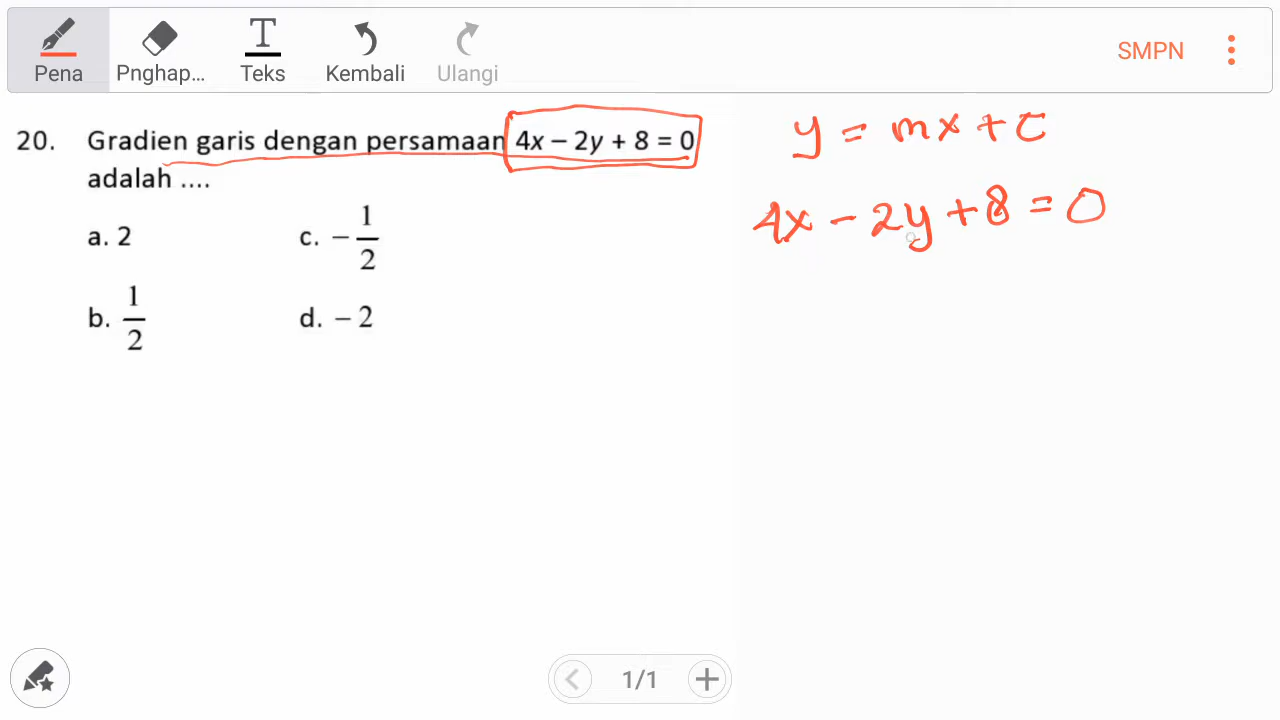 Pena Pnghap... Teks Kembali Ulangi SMPN
20. Gradien garis dengan persamaan 4x – 2y + 8 = 0
adalah ....
a. 2 c. – 1/2
b. 1/2 d. – 2
y = mx + c
4x – 2y + 8 = 0
1/1